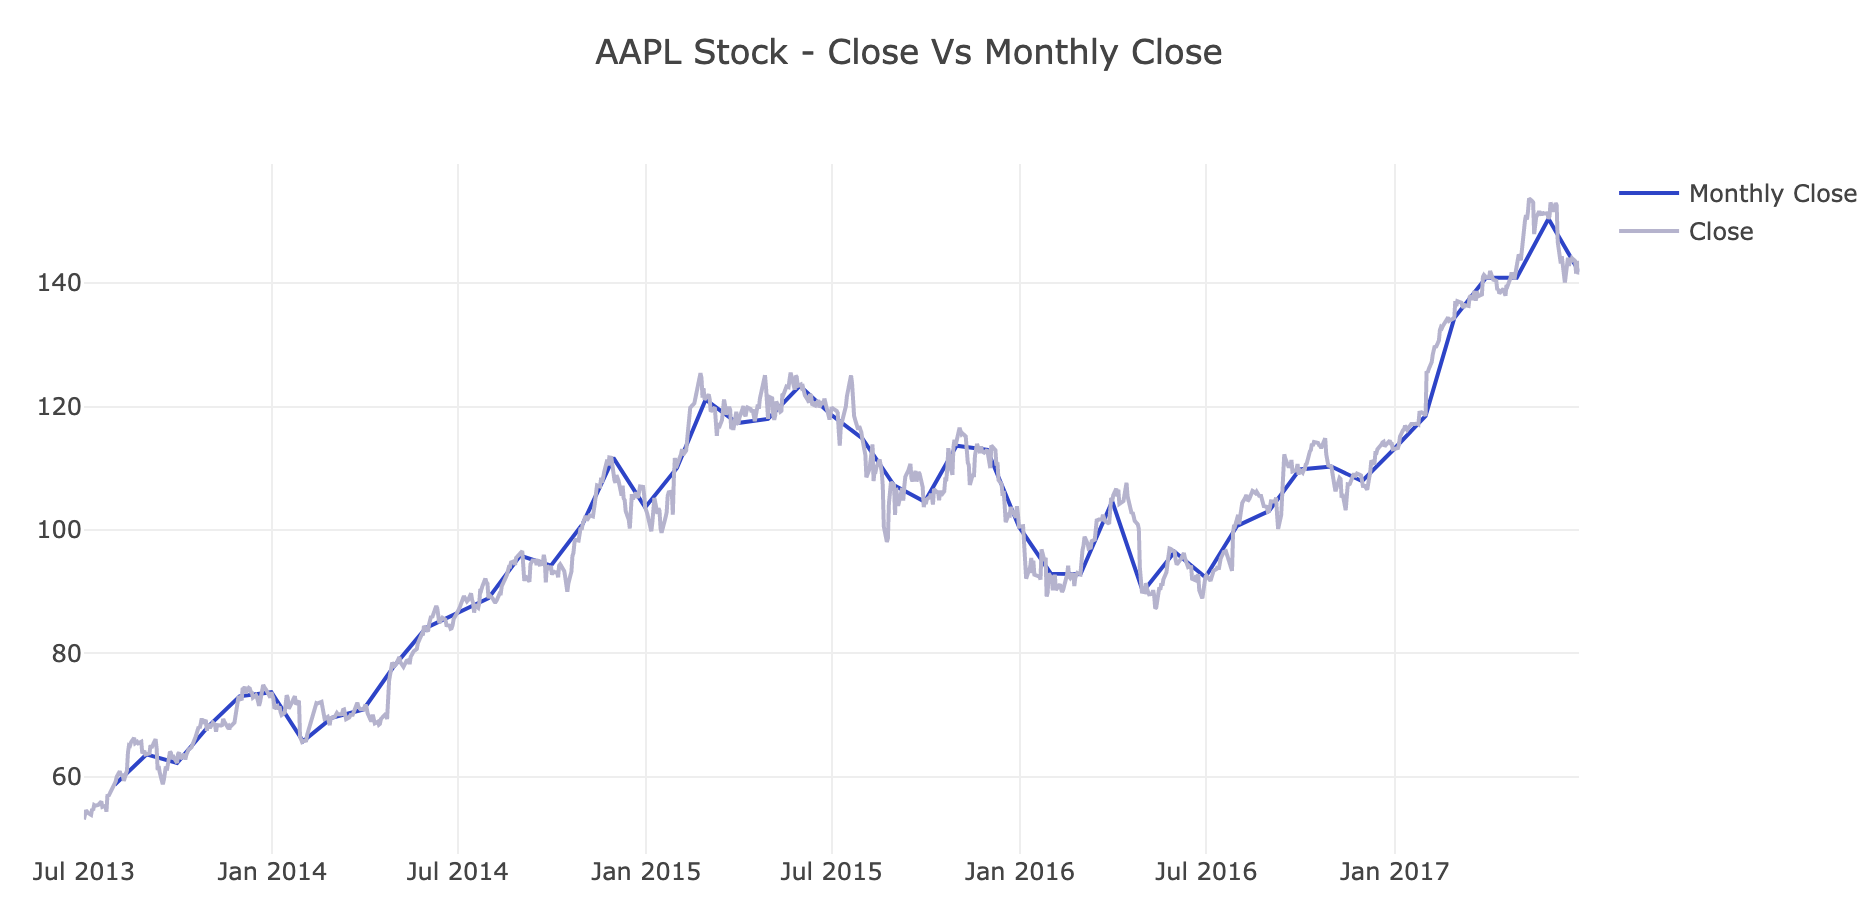 AAPL Stock - Close Vs Monthly Close
Monthly Close
Close
140
120
100
80
60
Jul 2013
Jan 2014
Jul 2014
Jan 2015
Jul 2015
Jan 2016
Jul 2016
Jan 2017